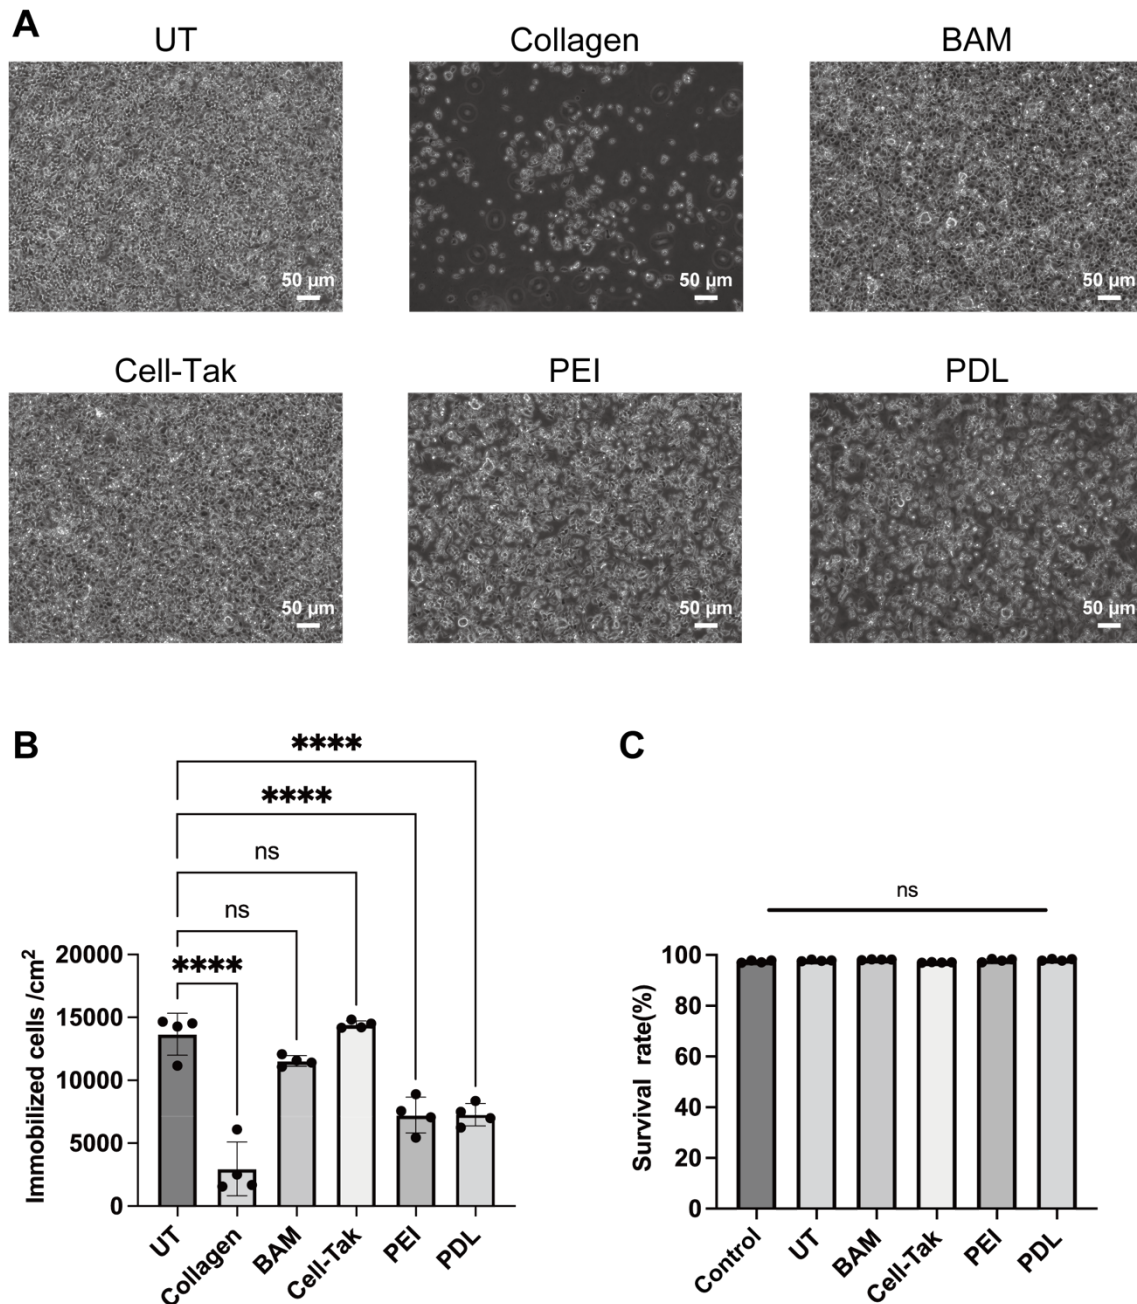 A
UT
Collagen
BAM
50 µm
50 µm
50 µm
Cell-Tak
PEI
PDL
50 µm
50 µm
50 µm
B
****
****
ns
ns
****
Immobilized cells /cm²
20000
15000
10000
5000
0
UT
Collagen
BAM
Cell-Tak
PEI
PDL
C
ns
Survival rate(%)
100
80
60
40
20
0
Control
UT
BAM
Cell-Tak
PEI
PDL